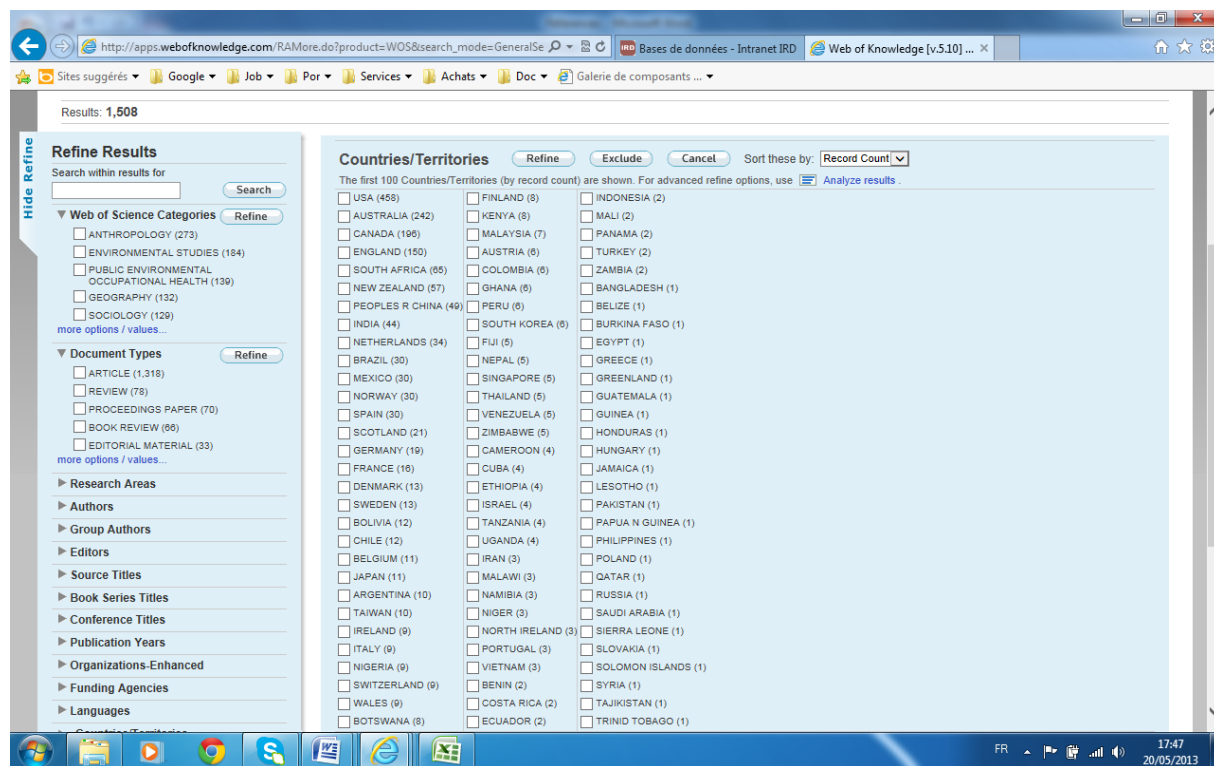 http://apps.webofknowledge.com/RAMore.do?product=WOS&search_mode=GeneralSe
Bases de données - Intranet IRD
Web of Knowledge [v.5.10] ...
Sites suggérés Google Job Por Services Achats Doc Galerie de composants ...
Results: 1,508
Hide Refine
Refine Results
Search within results for
Search
Web of Science Categories Refine
ANTHROPOLOGY (273)
ENVIRONMENTAL STUDIES (184)
PUBLIC ENVIRONMENTAL
OCCUPATIONAL HEALTH (139)
GEOGRAPHY (132)
SOCIOLOGY (129)
more options / values...
Document Types Refine
ARTICLE (1,318)
REVIEW (78)
PROCEEDINGS PAPER (70)
BOOK REVIEW (66)
EDITORIAL MATERIAL (33)
more options / values...
Research Areas
Authors
Group Authors
Editors
Source Titles
Book Series Titles
Conference Titles
Publication Years
Organizations-Enhanced
Funding Agencies
Languages
Countries/Territories Refine Exclude Cancel Sort these by: Record Count
The first 100 Countries/Territories (by record count) are shown. For advanced refine options, use Analyze results .
USA (458)
AUSTRALIA (242)
CANADA (196)
ENGLAND (150)
SOUTH AFRICA (65)
NEW ZEALAND (57)
PEOPLES R CHINA (49)
INDIA (44)
NETHERLANDS (34)
BRAZIL (30)
MEXICO (30)
NORWAY (30)
SPAIN (30)
SCOTLAND (21)
GERMANY (19)
FRANCE (16)
DENMARK (13)
SWEDEN (13)
BOLIVIA (12)
CHILE (12)
BELGIUM (11)
JAPAN (11)
ARGENTINA (10)
TAIWAN (10)
IRELAND (9)
ITALY (9)
NIGERIA (9)
SWITZERLAND (9)
WALES (9)
BOTSWANA (8)
FINLAND (8)
KENYA (8)
MALAYSIA (7)
AUSTRIA (6)
COLOMBIA (6)
GHANA (6)
PERU (6)
SOUTH KOREA (6)
FIJI (5)
NEPAL (5)
SINGAPORE (5)
THAILAND (5)
VENEZUELA (5)
ZIMBABWE (5)
CAMEROON (4)
CUBA (4)
ETHIOPIA (4)
ISRAEL (4)
TANZANIA (4)
UGANDA (4)
IRAN (3)
MALAWI (3)
NAMIBIA (3)
NIGER (3)
NORTH IRELAND (3)
PORTUGAL (3)
VIETNAM (3)
BENIN (2)
COSTA RICA (2)
ECUADOR (2)
INDONESIA (2)
MALI (2)
PANAMA (2)
TURKEY (2)
ZAMBIA (2)
BANGLADESH (1)
BELIZE (1)
BURKINA FASO (1)
EGYPT (1)
GREECE (1)
GREENLAND (1)
GUATEMALA (1)
GUINEA (1)
HONDURAS (1)
HUNGARY (1)
JAMAICA (1)
LESOTHO (1)
PAKISTAN (1)
PAPUA N GUINEA (1)
PHILIPPINES (1)
POLAND (1)
QATAR (1)
RUSSIA (1)
SAUDI ARABIA (1)
SIERRA LEONE (1)
SLOVAKIA (1)
SOLOMON ISLANDS (1)
SYRIA (1)
TAJIKISTAN (1)
TRINID TOBAGO (1)
FR
17:47
20/05/2013